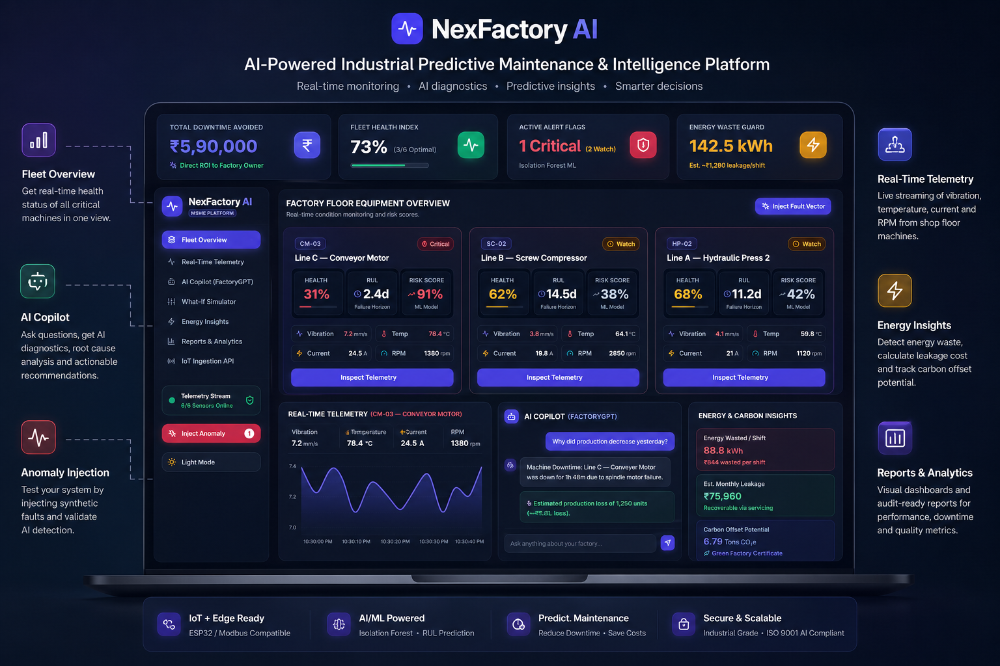 NexFactory AI
AI-Powered Industrial Predictive Maintenance & Intelligence Platform
Real-time monitoring • AI diagnostics • Predictive insights • Smarter decisions
Fleet Overview
Get real-time health
status of all critical
machines in one view.
AI Copilot
Ask questions, get AI
diagnostics, root cause
analysis and actionable
recommendations.
Anomaly Injection
Test your system by
injecting synthetic
faults and validate
AI detection.
TOTAL DOWNTIME AVOIDED
₹5,90,000
Direct ROI to Factory Owner
₹
FLEET HEALTH INDEX
73% (3/6 Optimal)
ACTIVE ALERT FLAGS
1 Critical (2 Watch)
Isolation Forest ML
ENERGY WASTE GUARD
142.5 kWh
Est. ~₹1,280 leakage/shift
NexFactory AI
MSME PLATFORM
Fleet Overview
Real-Time Telemetry
AI Copilot (FactoryGPT)
What-If Simulator
Energy Insights
Reports & Analytics
IoT Ingestion API
Telemetry Stream
6/6 Sensors Online
Inject Anomaly 1
Light Mode
FACTORY FLOOR EQUIPMENT OVERVIEW
Real-time condition monitoring and risk scores.
Inject Fault Vector
CM-03 Critical
Line C — Conveyor Motor
HEALTH RUL RISK SCORE
31% 2.4d 91%
Failure Horizon ML Model
Vibration 7.2 mm/s Temp 78.4 °C
Current 24.5 A RPM 1380 rpm
Inspect Telemetry
SC-02 Watch
Line B — Screw Compressor
HEALTH RUL RISK SCORE
62% 14.5d 38%
Failure Horizon ML Model
Vibration 3.8 mm/s Temp 64.1 °C
Current 19.8 A RPM 2850 rpm
Inspect Telemetry
HP-02 Watch
Line A — Hydraulic Press 2
HEALTH RUL RISK SCORE
68% 11.2d 42%
Failure Horizon ML Model
Vibration 4.1 mm/s Temp 59.8 °C
Current 21 A RPM 1120 rpm
Inspect Telemetry
REAL-TIME TELEMETRY (CM-03 — CONVEYOR MOTOR)
Vibration Temperature Current RPM
7.2 mm/s 78.4 °C 24.5 A 1380 rpm
7.4
7.2
7.0
10:30:00 PM 10:30:10 PM 10:30:20 PM 10:30:30 PM 10:30:40 PM
AI COPILOT (FACTORYGPT)
Why did production decrease yesterday?
Machine Downtime: Line C — Conveyer Motor
was down for 1h 48m due to spindle motor failure.
Estimated production loss of 1,250 units
loss).
Ask anything about your factory...
ENERGY & CARBON INSIGHTS
Energy Wasted / Shift
88.8 kWh
₹844 wasted per shift
Est. Monthly Leakage
₹75,960
Recoverable via servicing
Carbon Offset Potential
6.79 Tons CO₂e
Green Factory Certificate
Real-Time Telemetry
Live streaming of vibration,
temperature, current and
RPM from shop floor
machines.
Energy Insights
Detect energy waste,
calculate leakage cost
and track carbon offset
potential.
Reports & Analytics
Visual dashboards and
audit-ready reports for
performance, downtime
and quality metrics.
IoT + Edge Ready
ESP32 / Modbus Compatible
AI/ML Powered
Isolation Forest • RUL Prediction
Predict. Maintenance
Reduce Downtime • Save Costs
Secure & Scalable
Industrial Grade • ISO 9001 AI Compliant